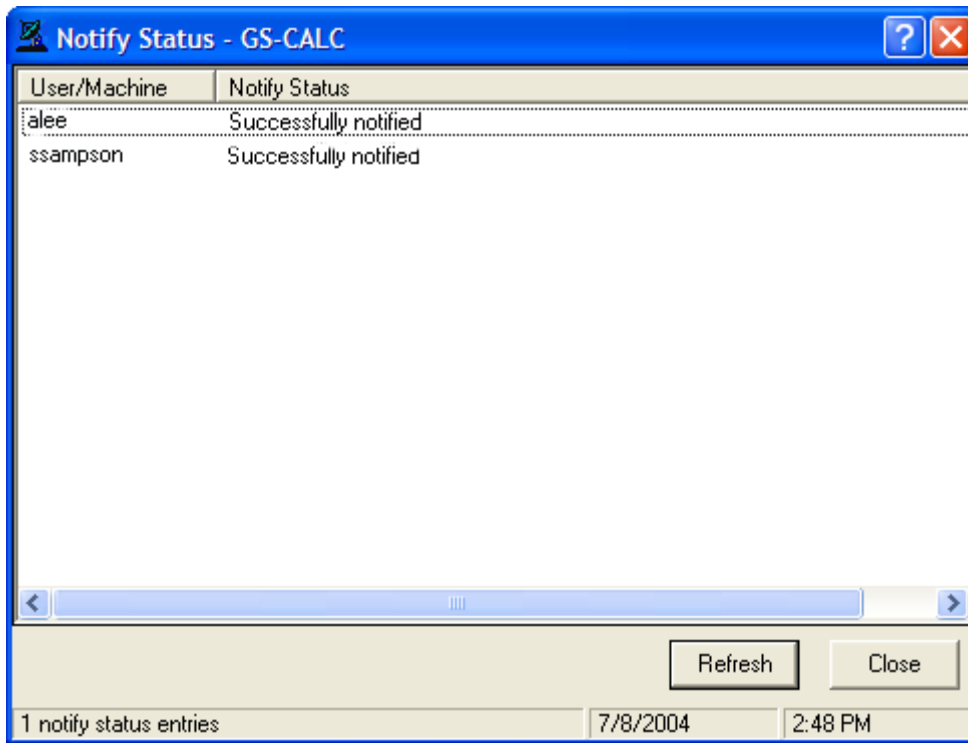 Notify Status - GS-CALC
User/Machine Notify Status
alee Successfully notified
ssampson Successfully notified
Refresh Close
1 notify status entries 7/8/2004 2:48 PM